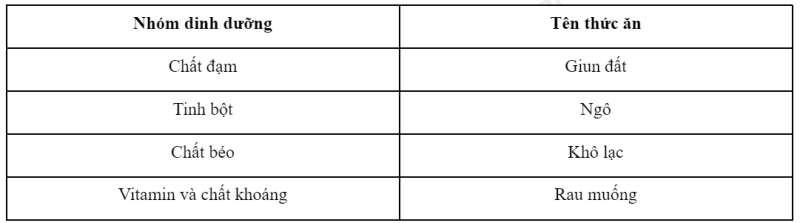 Nhóm dinh dưỡng Tên thức ăn
Chất đạm Giun đất
Tinh bột Ngô
Chất béo Khô lạc
Vitamin và chất khoáng Rau muống